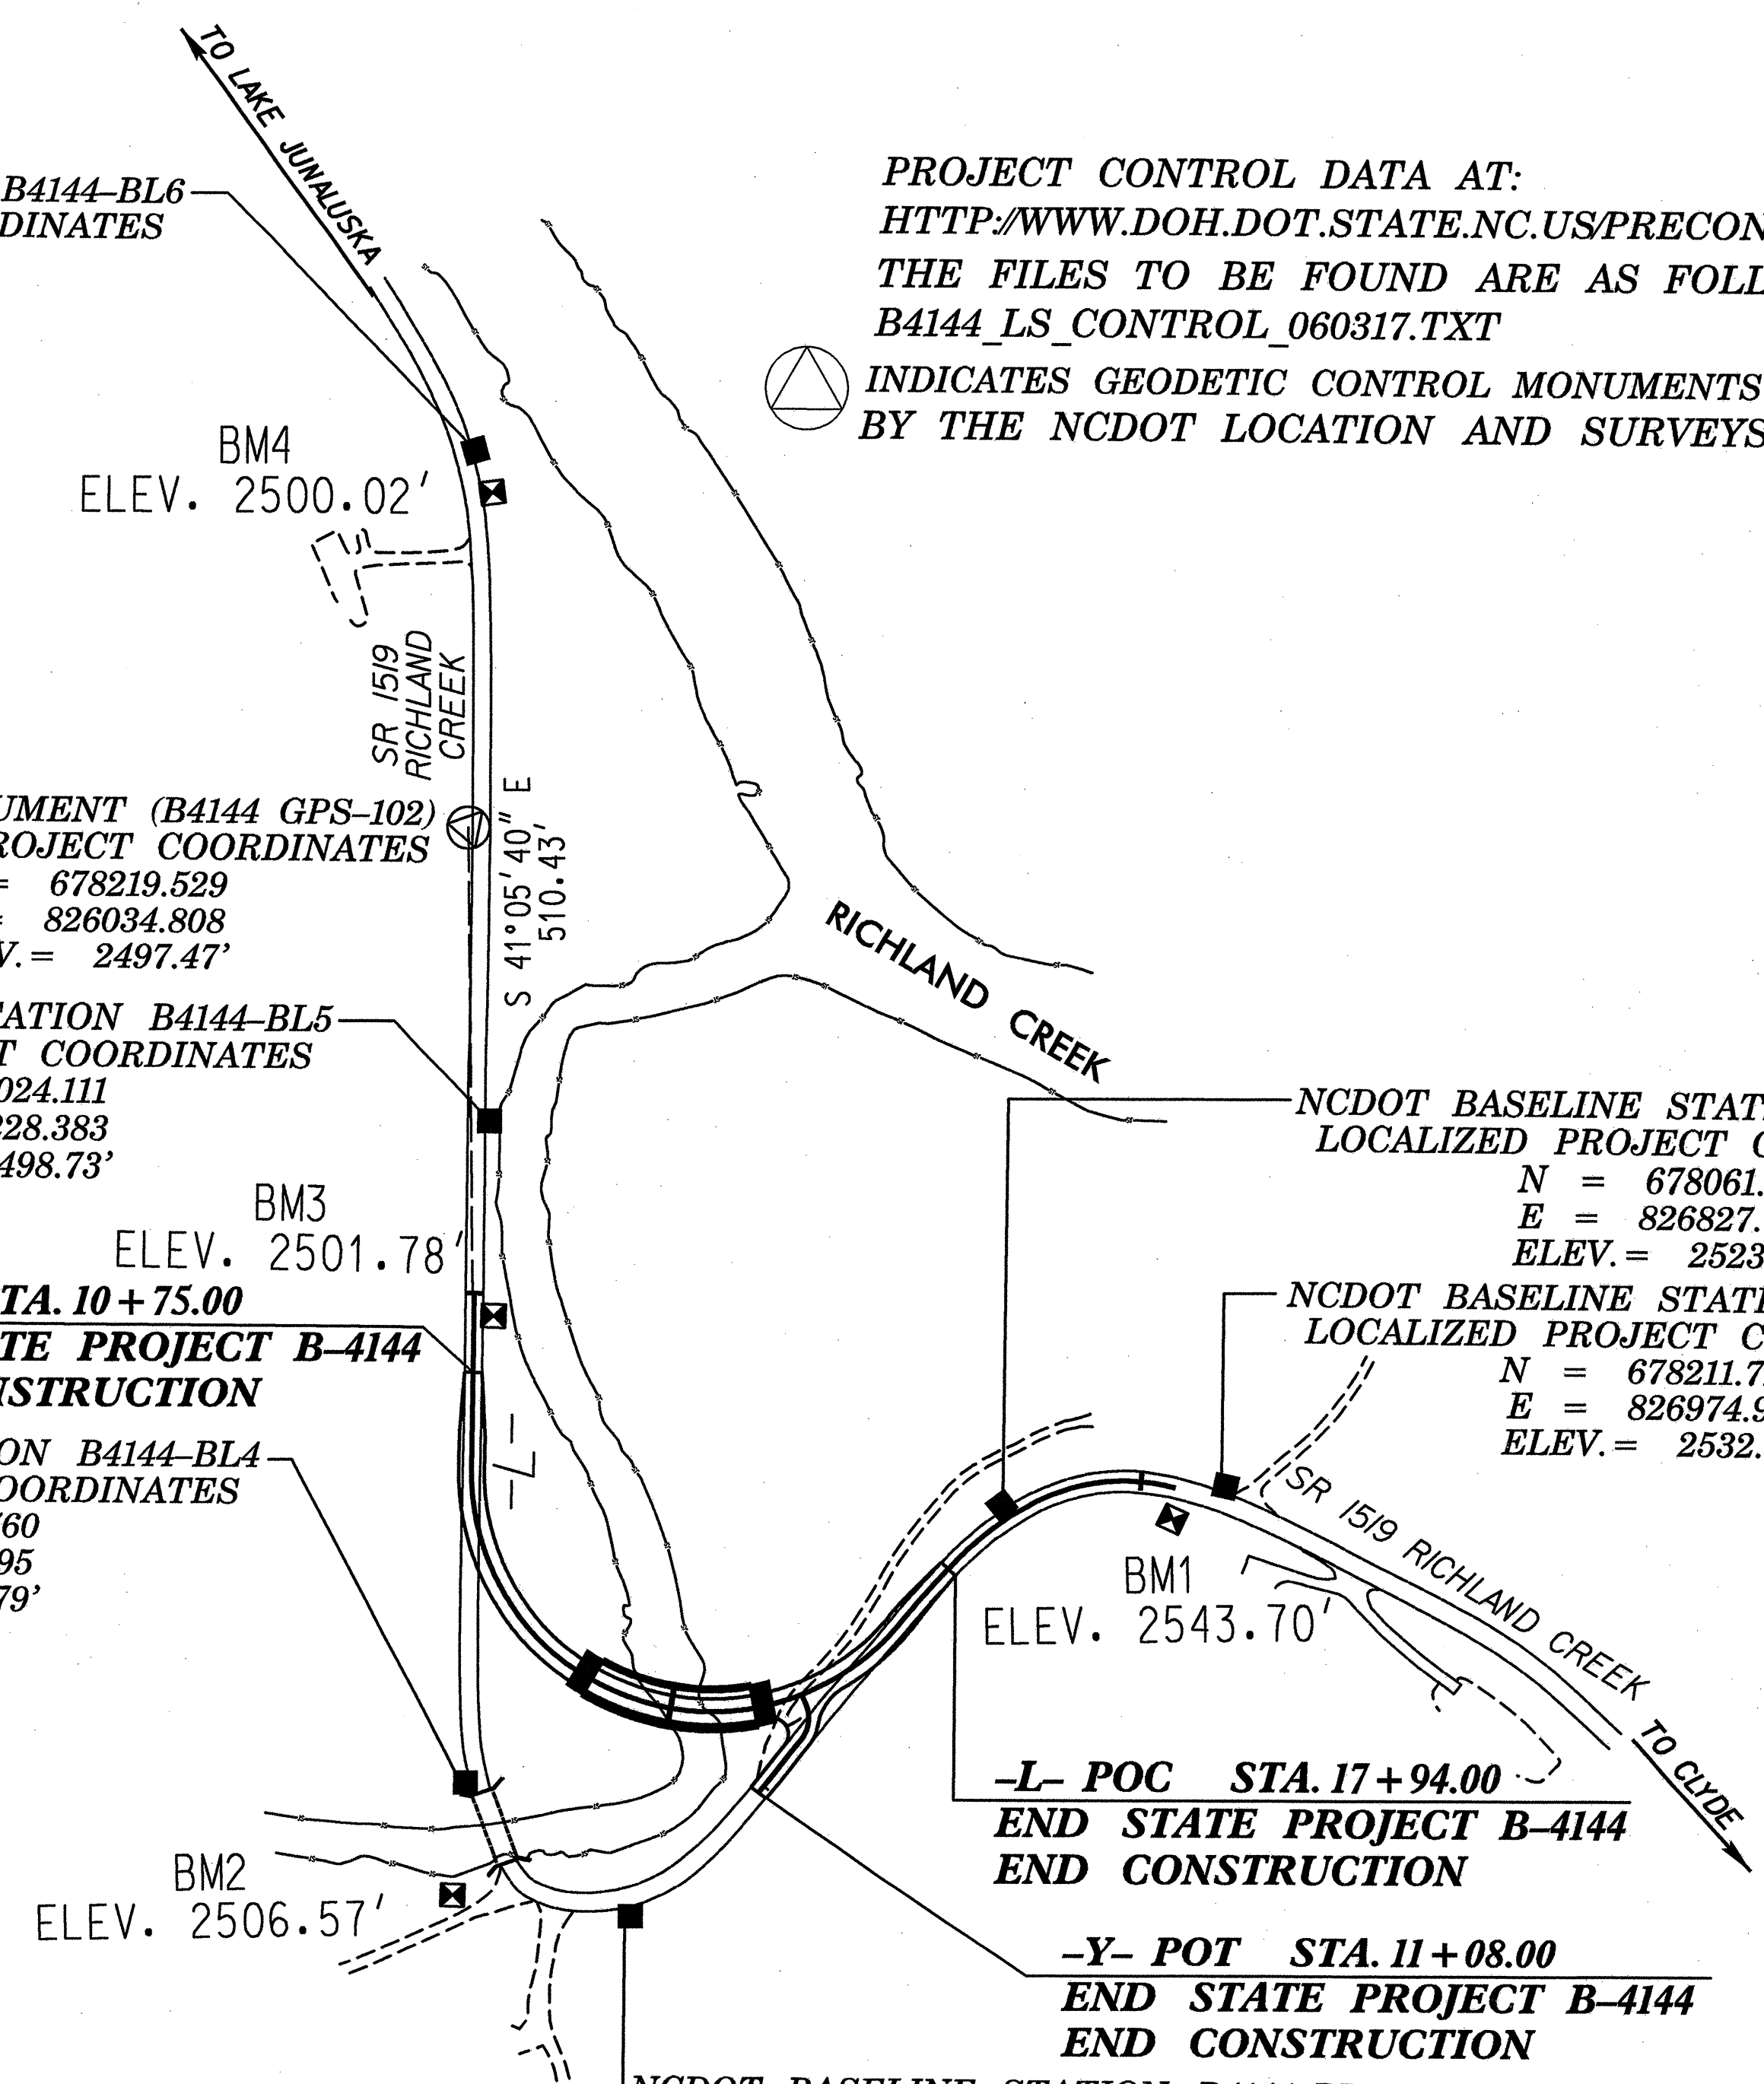 TO LAKE JUNALUSKA
B4144–BL6
DINATES
PROJECT CONTROL DATA AT:
HTTP://WWW.DOH.DOT.STATE.NC.US/PRECON
THE FILES TO BE FOUND ARE AS FOLL
B4144_LS_CONTROL_060317.TXT
INDICATES GEODETIC CONTROL MONUMENTS
BY THE NCDOT LOCATION AND SURVEYS
BM4
ELEV. 2500.02'
SR 1519
RICHLAND
CREEK
S 41°05'40" E
510.43'
UMENT (B4144 GPS–102)
ROJECT COORDINATES
= 678219.529
= 826034.808
V. = 2497.47'
RICHLAND CREEK
ATION B4144–BL5
T COORDINATES
024.111
228.383
498.73'
NCDOT BASELINE STAT
LOCALIZED PROJECT C
N = 678061.
E = 826827.
ELEV. = 2523
BM3
ELEV. 2501.78'
TA. 10+75.00
TE PROJECT B–4144
NSTRUCTION
NCDOT BASELINE STATI
LOCALIZED PROJECT C
N = 678211.7
E = 826974.9
ELEV. = 2532.
–L–
ON B4144–BL4
OORDINATES
760
95
79'
SR 1519 RICHLAND CREEK
BM1
ELEV. 2543.70'
TO CLYDE
–L– POC STA. 17+94.00
END STATE PROJECT B–4144
END CONSTRUCTION
BM2
ELEV. 2506.57'
–Y– POT STA. 11+08.00
END STATE PROJECT B–4144
END CONSTRUCTION
NCDOT BASELINE STATION